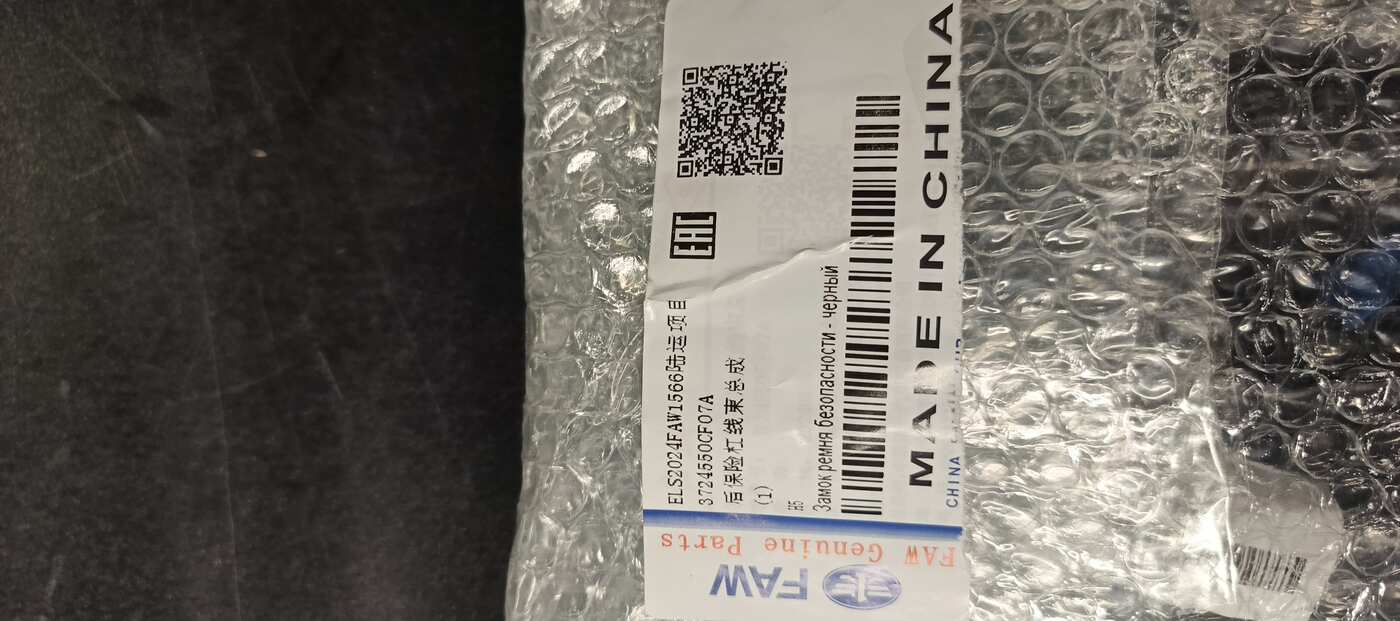 ELS2024FAW1566陆运项目
3724550CF07A
后保险杠线束总成
(1)
H5
Замок ремня безопасности - черный
EAC
MADE IN CHINA
CHINA
FAW Genuine Parts
FAW